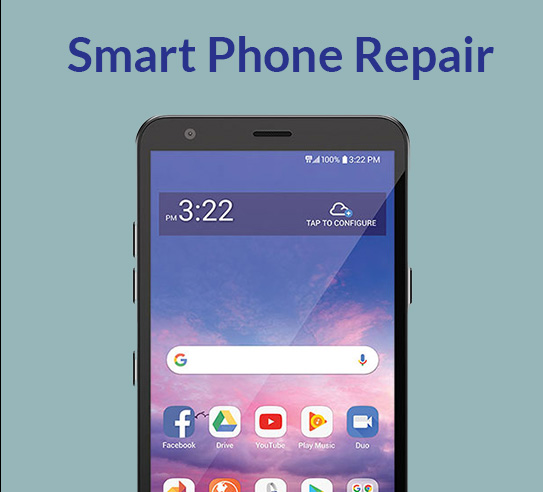 Smart Phone Repair
100% 3:22 PM
PM 3:22
TAP TO CONFIGURE
G
f
Facebook Drive YouTube Play Music Duo